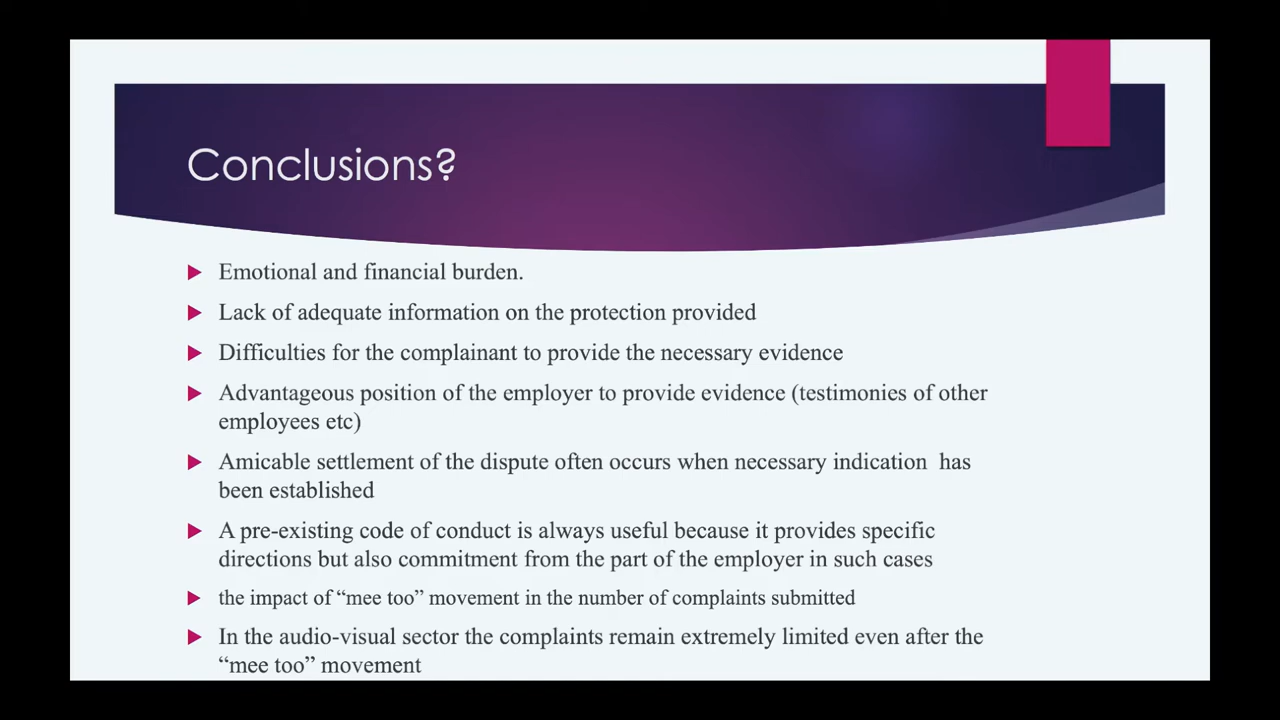 Conclusions?
Emotional and financial burden.
Lack of adequate information on the protection provided
Difficulties for the complainant to provide the necessary evidence
Advantageous position of the employer to provide evidence (testimonies of other
employees etc)
Amicable settlement of the dispute often occurs when necessary indication  has
been established
A pre-existing code of conduct is always useful because it provides specific
directions but also commitment from the part of the employer in such cases
the impact of “mee too” movement in the number of complaints submitted
In the audio-visual sector the complaints remain extremely limited even after the
“mee too” movement